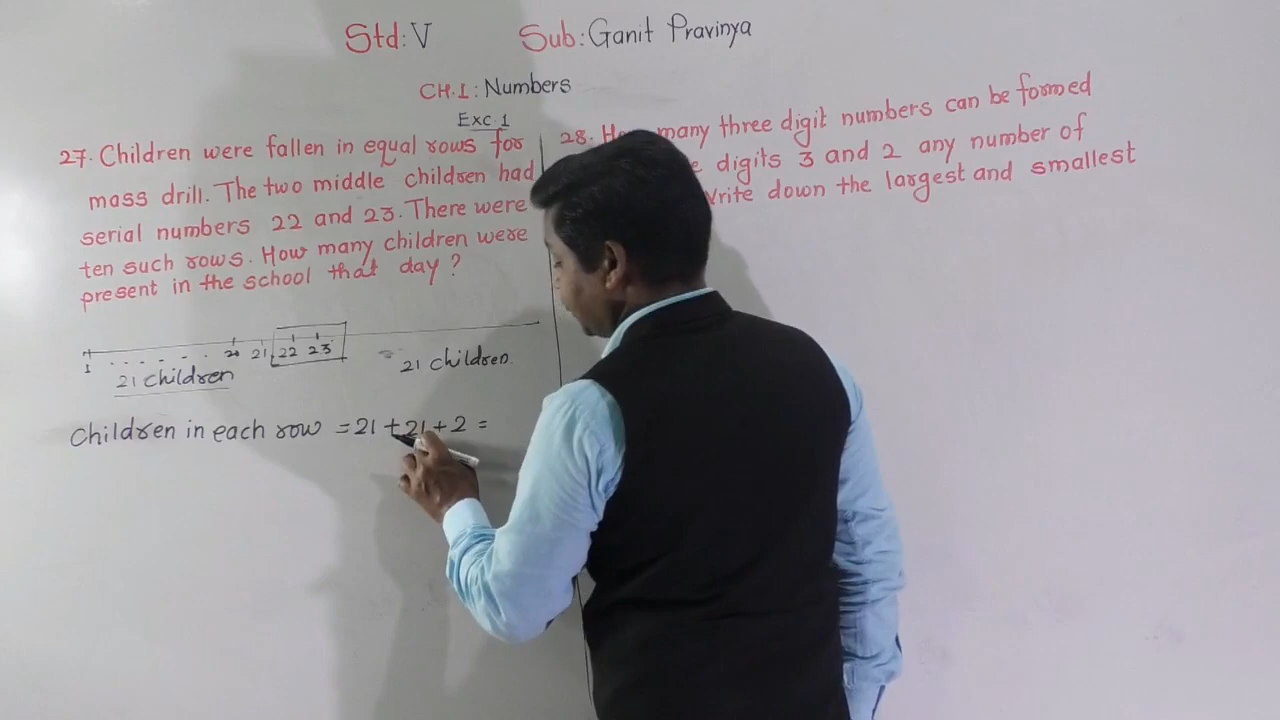 Std: V Sub: Ganit Pravinya
CH.1: Numbers
Exc. 1
27. Children were fallen in equal rows for
mass drill. The two middle children had
serial numbers 22 and 23. There were
ten such rows. How many children were
present in the school that day?
1 20 21 22 23
21 children 21 children
Children in each row = 21 + 21 + 2 =
28. many three digit numbers can be formed
digits 3 and 2 any number of
write down the largest and smallest